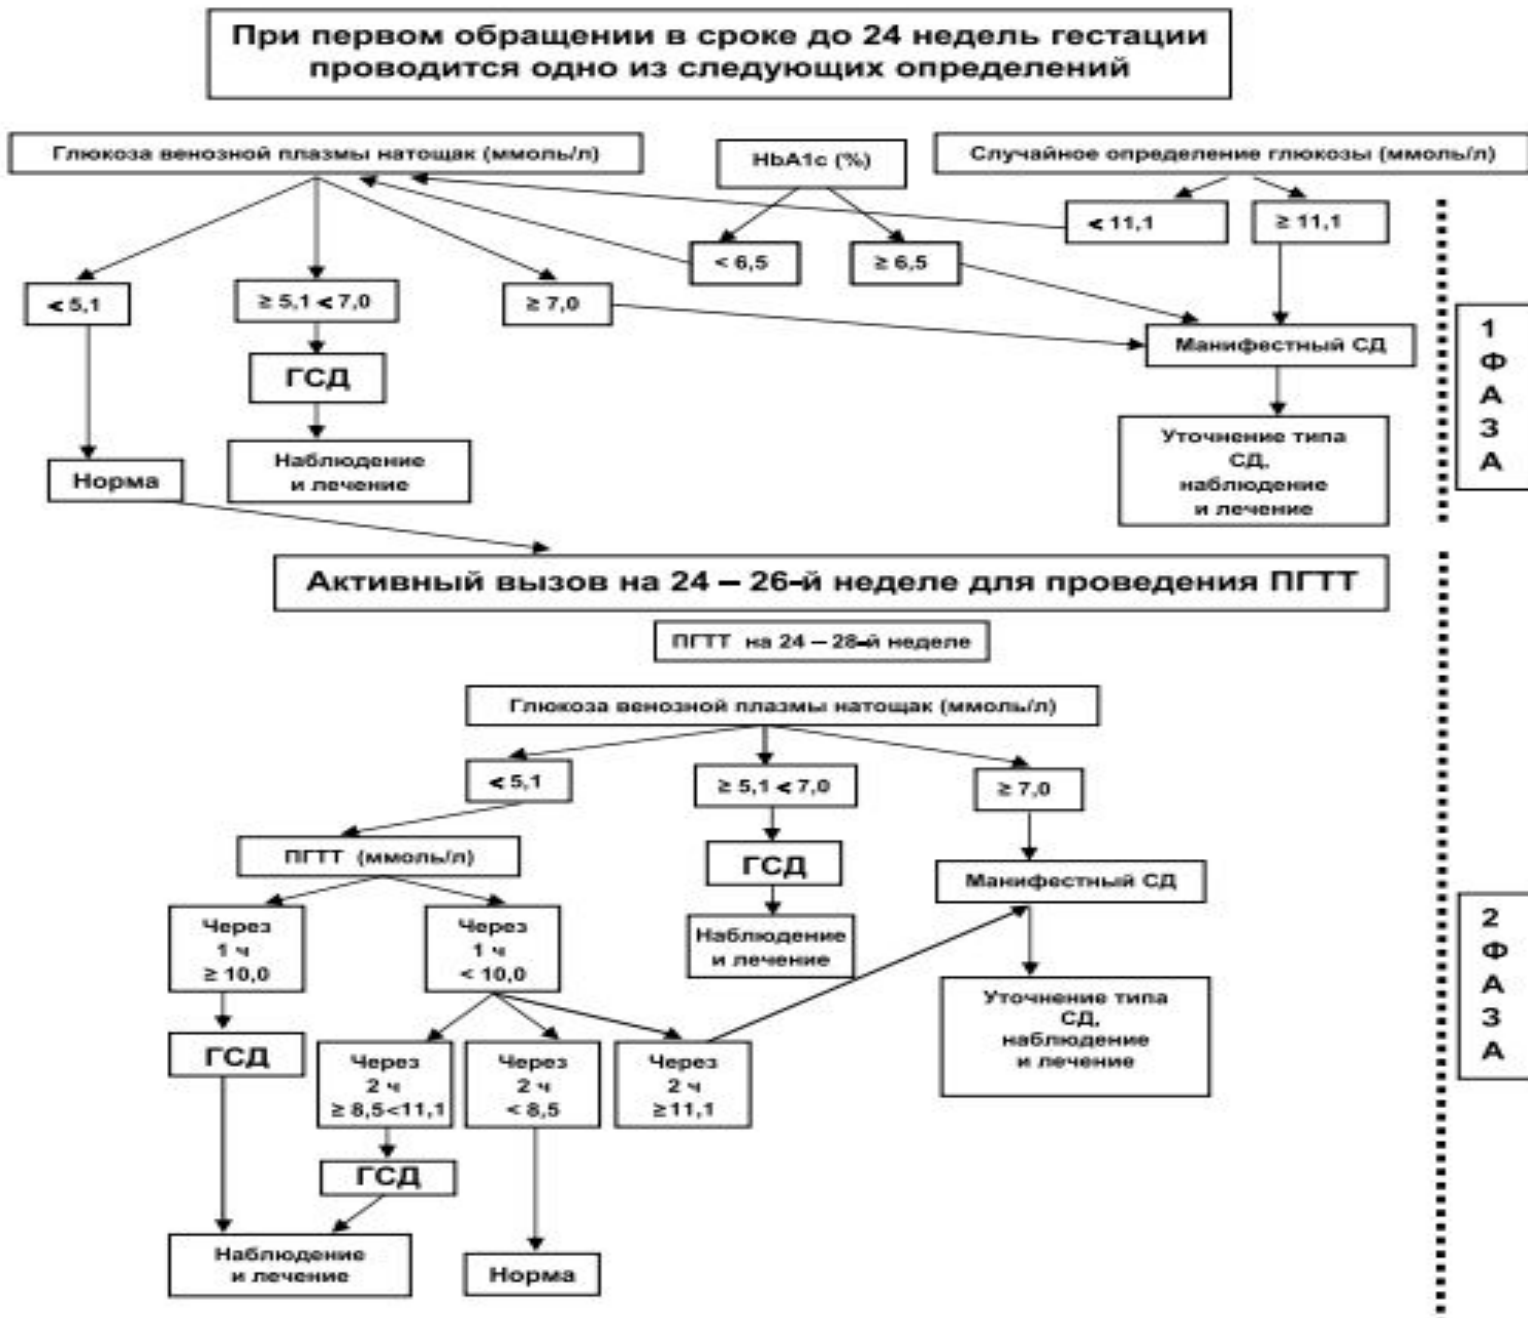 При первом обращении в сроке до 24 недель гестации
проводится одно из следующих определений
Глюкоза венозной плазмы натощак (ммоль/л)
HbA1c (%)
Случайное определение глюкозы (ммоль/л)
< 11,1
≥ 11,1
< 6,5
≥ 6,5
< 5,1
≥ 5,1 < 7,0
≥ 7,0
Манифестный СД
ГСД
Уточнение типа
СД,
наблюдение
и лечение
Наблюдение
и лечение
Норма
1
Ф
А
З
А
Активный вызов на 24 – 26-й неделе для проведения ПГТТ
ПГТТ на 24 – 28-й неделе
Глюкоза венозной плазмы натощак (ммоль/л)
< 5,1
≥ 5,1 < 7,0
≥ 7,0
ПГТТ (ммоль/л)
ГСД
Манифестный СД
Через
1 ч
≥ 10,0
Через
1 ч
< 10,0
Наблюдение
и лечение
Уточнение типа
СД,
наблюдение
и лечение
ГСД
Через
2 ч
≥ 8,5<11,1
Через
2 ч
< 8,5
Через
2 ч
≥11,1
ГСД
Наблюдение
и лечение
Норма
2
Ф
А
З
А